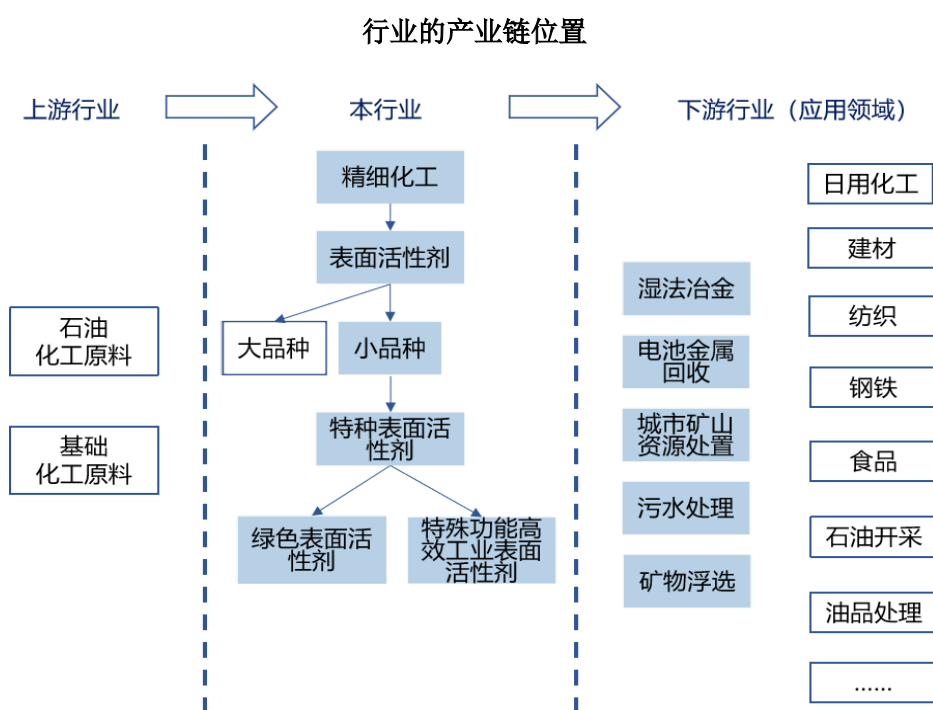 行业的产业链位置
上游行业
本行业
下游行业（应用领域）
石油
化工原料
基础
化工原料
精细化工
表面活性剂
大品种
小品种
特种表面活
性剂
绿色表面活
性剂
特殊功能高
效工业表面
活性剂
湿法冶金
电池金属
回收
城市矿山
资源处置
污水处理
矿物浮选
日用化工
建材
纺织
钢铁
食品
石油开采
油品处理
......